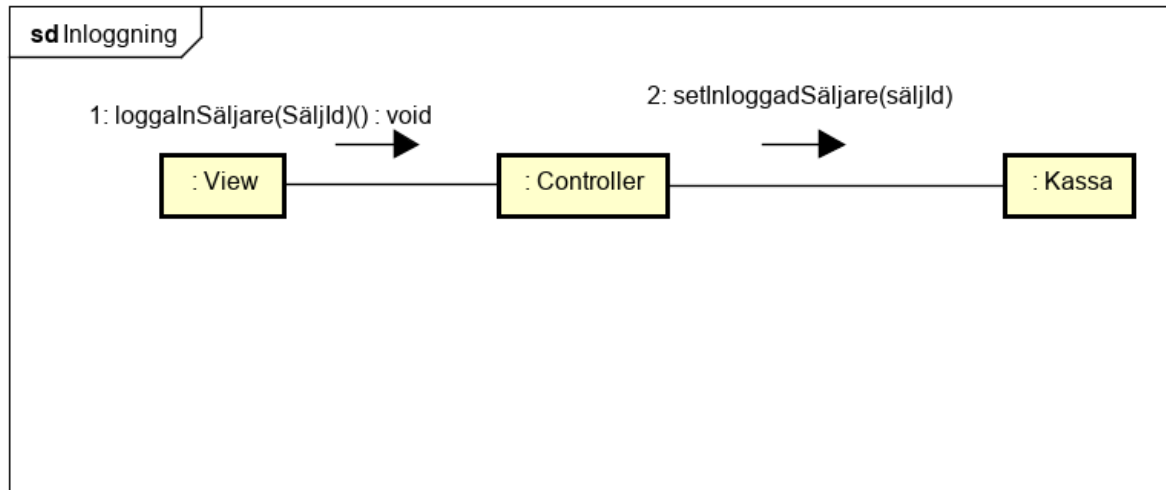 sd Inloggning
1: loggaInSäljare(SäljId)() : void
2: setInloggadSäljare(säljId)
: View
: Controller
: Kassa